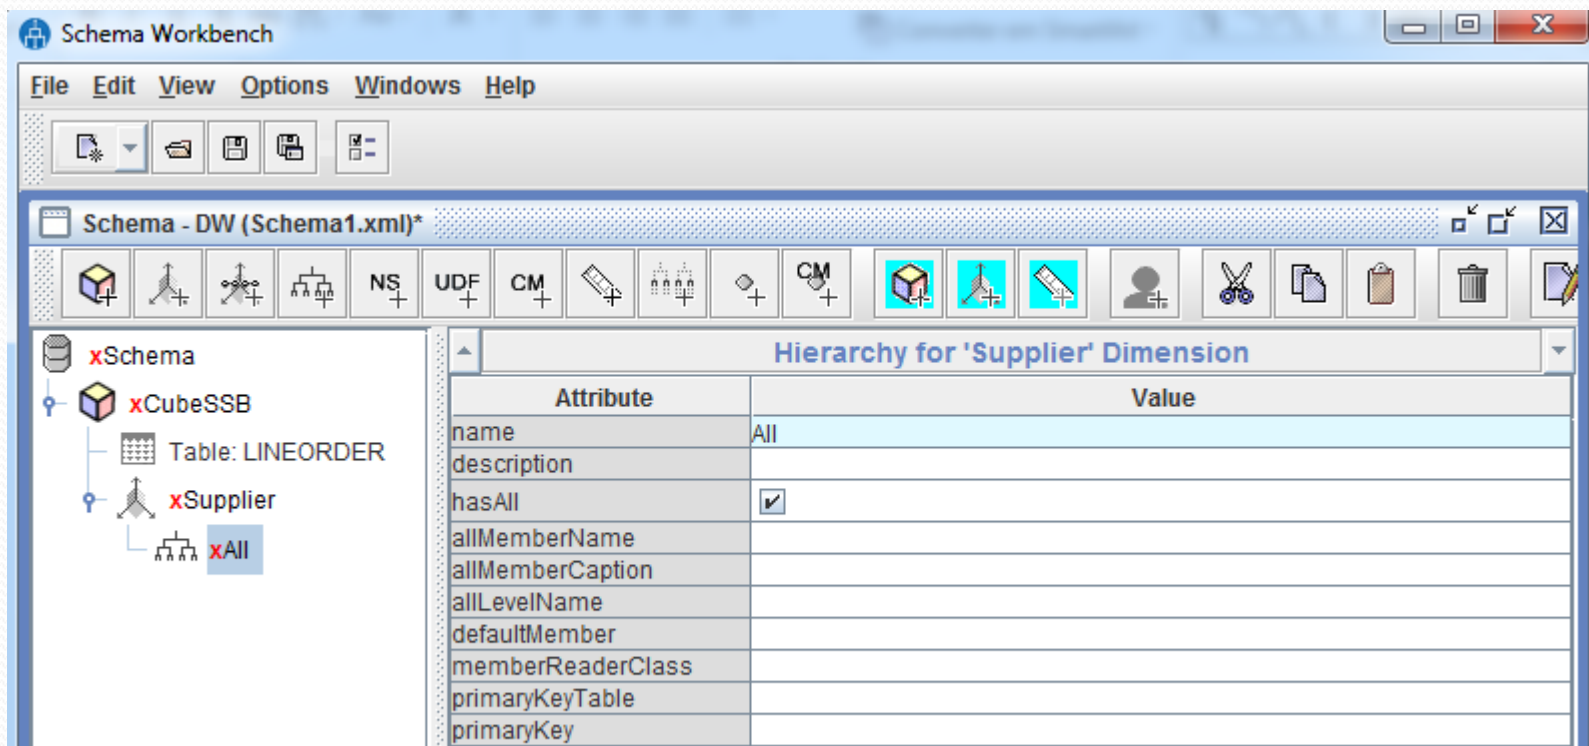 Schema Workbench
File Edit View Options Windows Help
Schema - DW (Schema1.xml)*
NS UDF CM CM
xSchema
xCubeSSB
Table: LINEORDER
xSupplier
xAll
Hierarchy for 'Supplier' Dimension
Attribute Value
name All
description
hasAll
allMemberName
allMemberCaption
allLevelName
defaultMember
memberReaderClass
primaryKeyTable
primaryKey